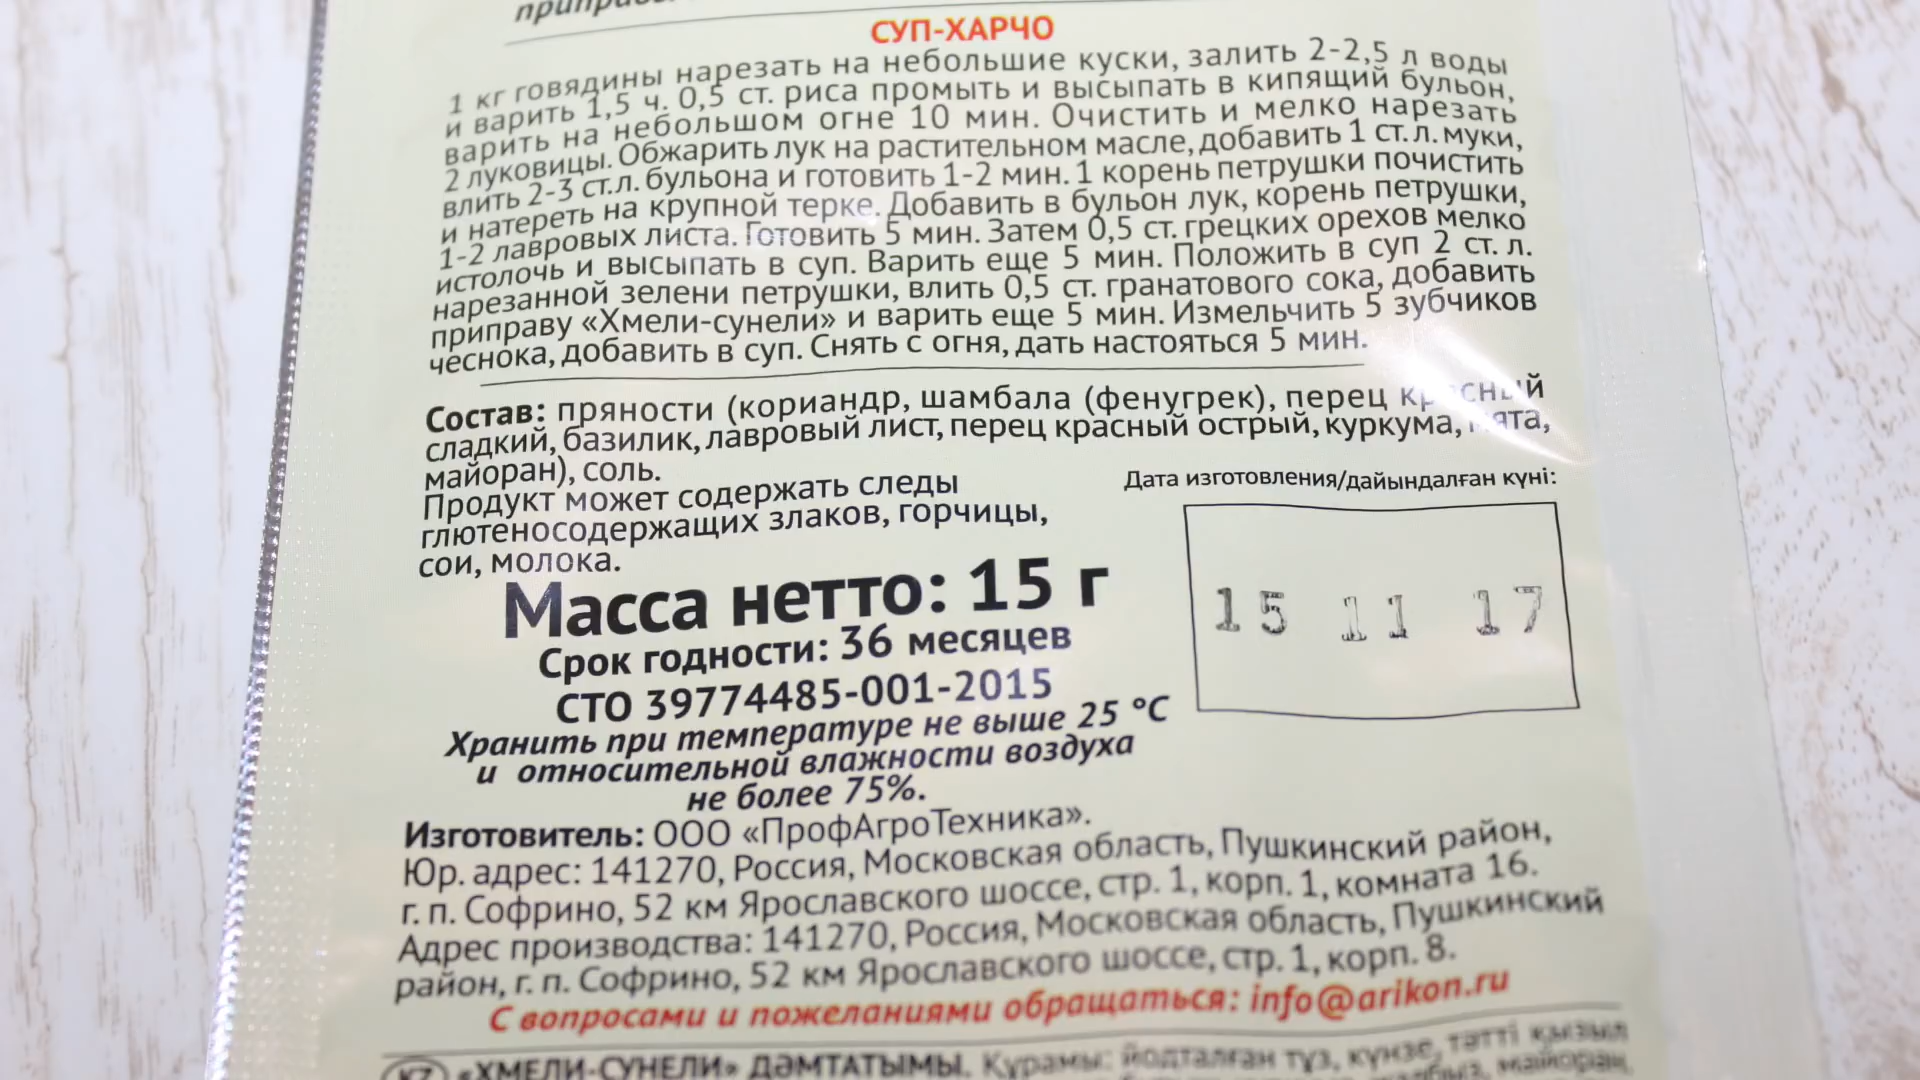 СУП-ХАРЧО
1 кг говядины нарезать на небольшие куски, залить 2-2,5 л воды
и варить 1,5 ч. 0,5 ст. риса промыть и высыпать в кипящий бульон,
варить на небольшом огне 10 мин. Очистить и мелко нарезать
2 луковицы. Обжарить лук на растительном масле, добавить 1 ст.л. муки,
влить 2-3 ст.л. бульона и готовить 1-2 мин. 1 корень петрушки почистить
и натереть на крупной терке. Добавить в бульон лук, корень петрушки,
1-2 лавровых листа. Готовить 5 мин. Затем 0,5 ст. грецких орехов мелко
истолочь и высыпать в суп. Варить еще 5 мин. Положить в суп 2 ст. л.
нарезанной зелени петрушки, влить 0,5 ст. гранатового сока, добавить
приправу «Хмели-сунели» и варить еще 5 мин. Измельчить 5 зубчиков
чеснока, добавить в суп. Снять с огня, дать настояться 5 мин.
Состав: пряности (кориандр, шамбала (фенугрек), перец красный
сладкий, базилик, лавровый лист, перец красный острый, куркума, мята,
майоран), соль.
Продукт может содержать следы
глютеносодержащих злаков, горчицы,
сои, молока.
Дата изготовления/дайындалған күні:
15 11 17
Масса нетто: 15 г
Срок годности: 36 месяцев
СТО 39774485-001-2015
Хранить при температуре не выше 25 °С
и относительной влажности воздуха
не более 75%.
Изготовитель: ООО «ПрофАгроТехника».
Юр. адрес: 141270, Россия, Московская область, Пушкинский район,
г. п. Софрино, 52 км Ярославского шоссе, стр. 1, корп. 1, комната 16.
Адрес производства: 141270, Россия, Московская область, Пушкинский
район, г. п. Софрино, 52 км Ярославского шоссе, стр. 1, корп. 8.
С вопросами и пожеланиями обращаться: info@arikon.ru
KZ «ХМЕЛИ-СУНЕЛИ» ДӘМТАТЫМЫ. Құрамы: йодталған тұз, күнзе, тәтті қызыл